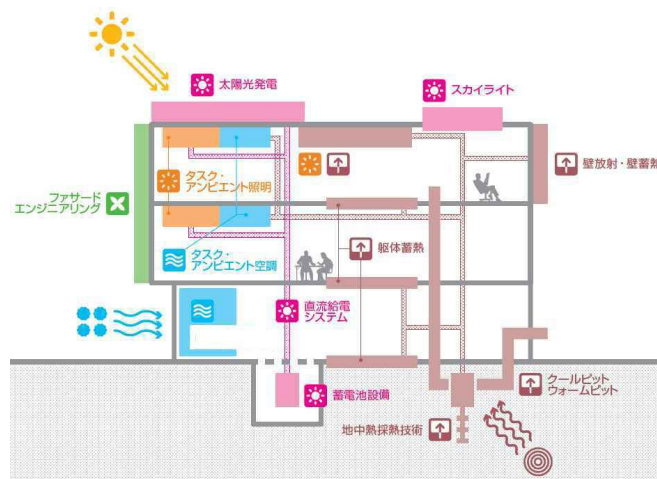 太陽光発電
スカイライト
タスク・
アンビエント照明
壁放射・壁蓄熱
ファサード
エンジニアリング
タスク・
アンビエント空調
躯体蓄熱
直流給電
システム
蓄電池設備
クールピット
ウォームピット
地中熱採熱技術